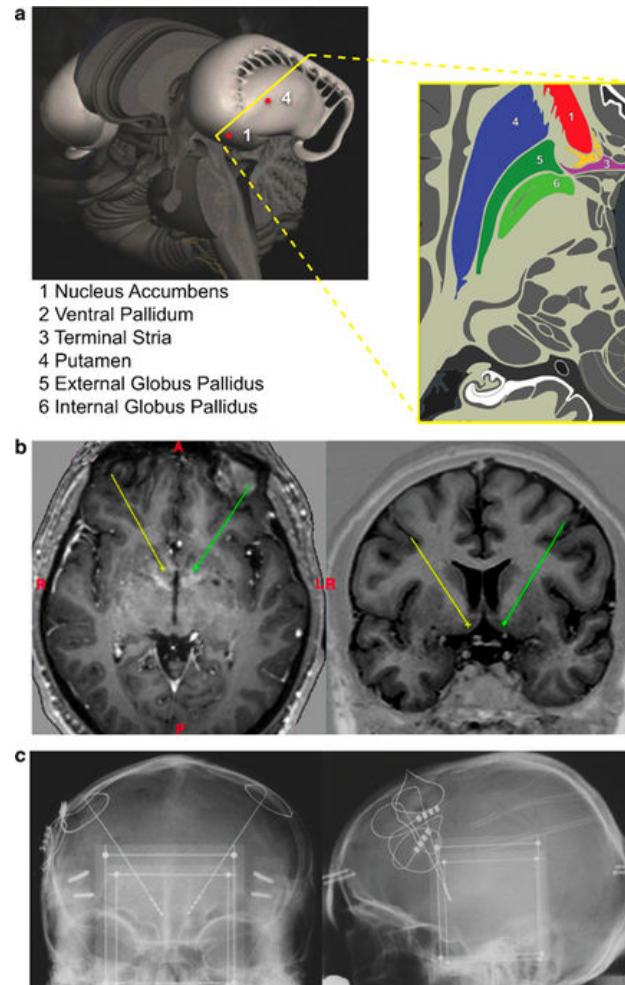 a
4
1
1 Nucleus Accumbens
2 Ventral Pallidum
3 Terminal Stria
4 Putamen
5 External Globus Pallidus
6 Internal Globus Pallidus
4
1
5
3
6
b
A
R
L
R
P
c